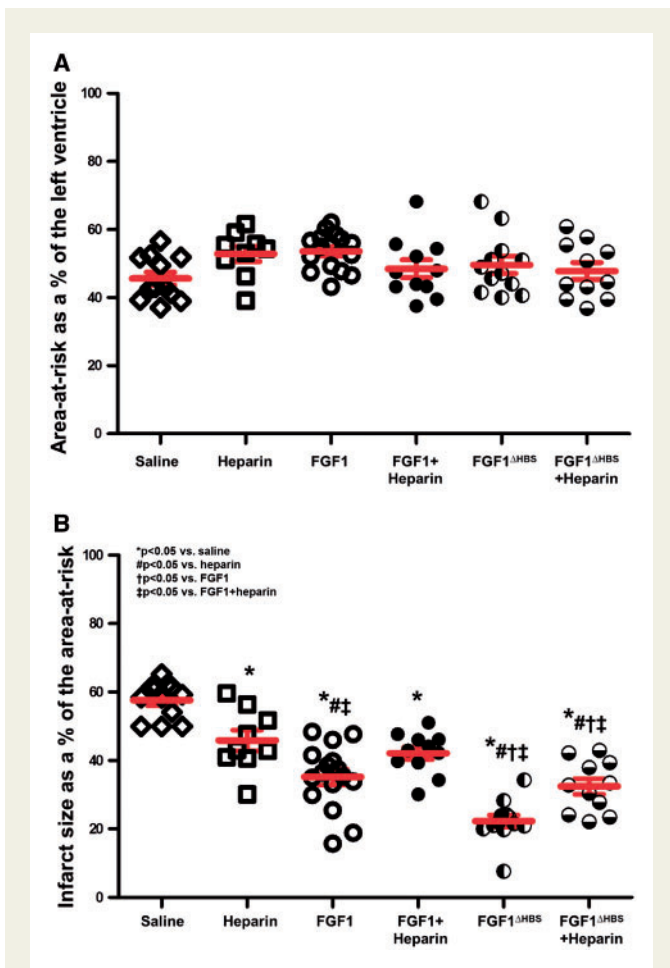 A
Area-at-risk as a % of the left ventricle
100
80
60
40
20
0
Saline
Heparin
FGF1
FGF1+
Heparin
FGF1ΔHBS
FGF1ΔHBS
+Heparin
B
Infarct size as a % of the area-at-risk
100
80
60
40
20
0
*p<0.05 vs. saline
#p<0.05 vs. heparin
†p<0.05 vs. FGF1
‡p<0.05 vs. FGF1+heparin
*
*#‡
*
*#†‡
*#†‡
Saline
Heparin
FGF1
FGF1+
Heparin
FGF1ΔHBS
FGF1ΔHBS
+Heparin